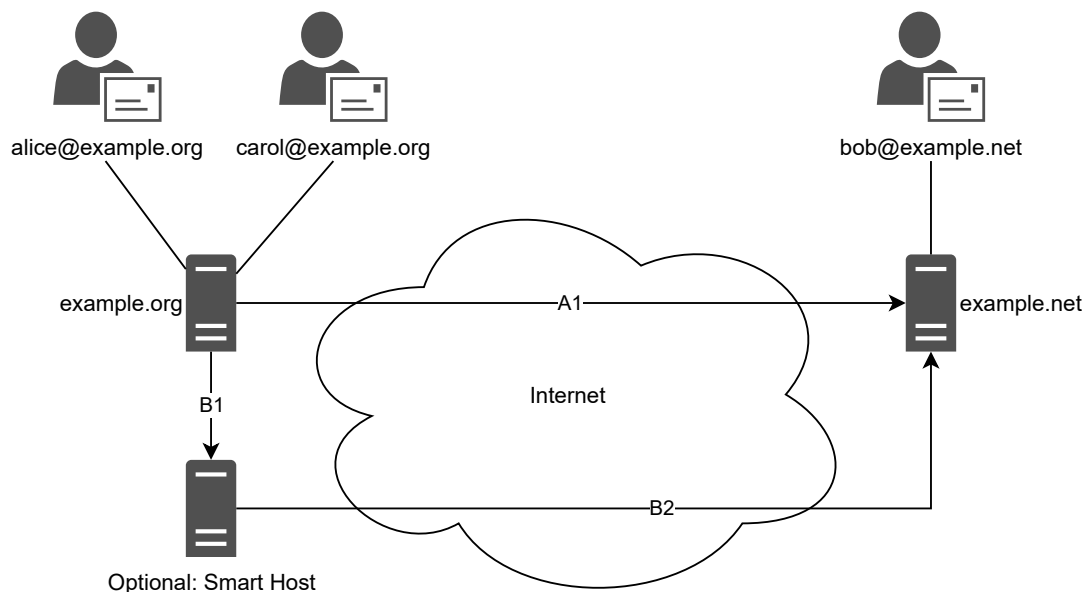 alice@example.org
carol@example.org
bob@example.net
example.org
A1
example.net
Internet
B1
B2
Optional: Smart Host